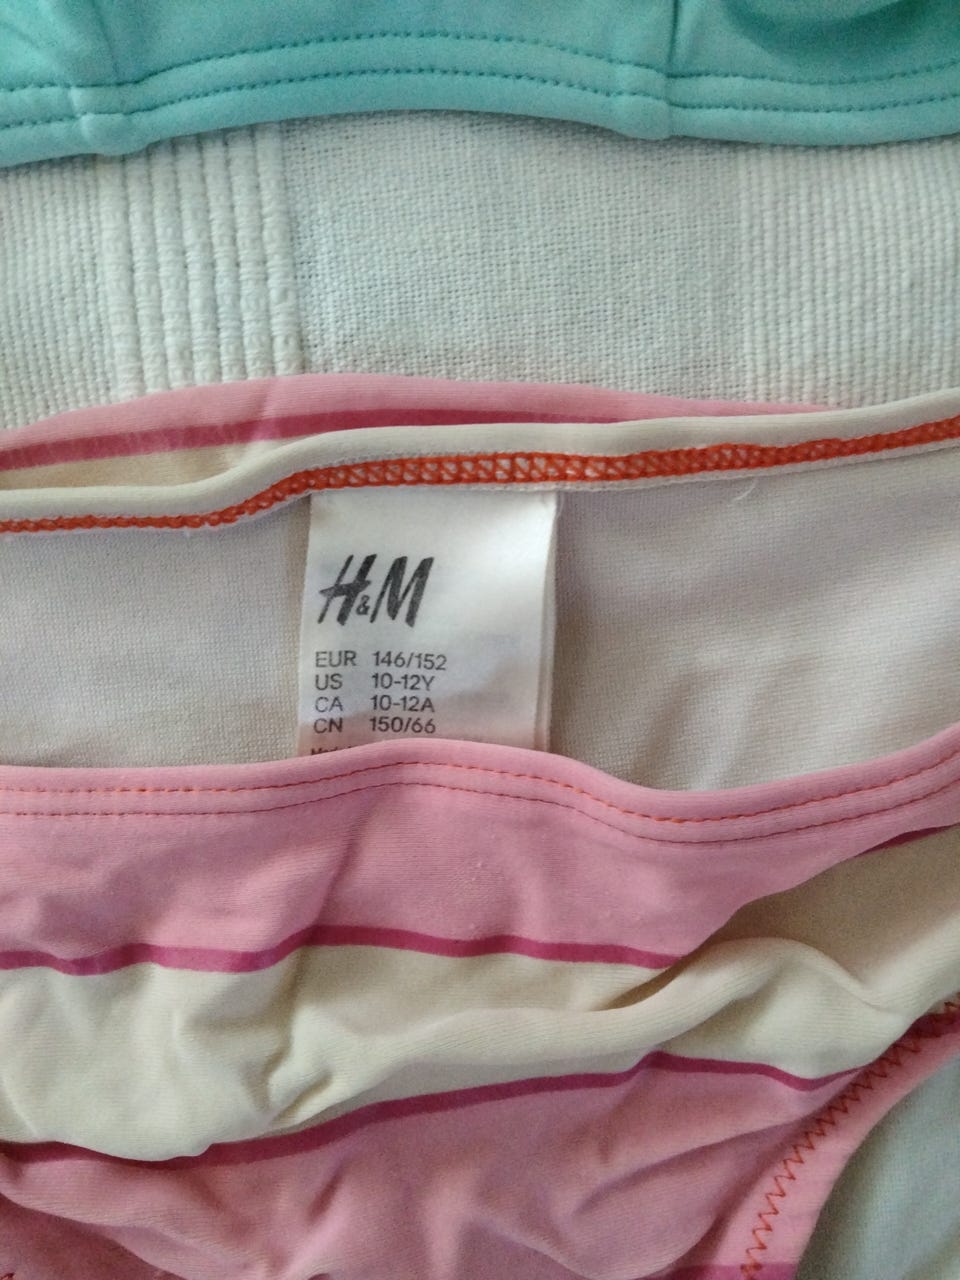 H&M
EUR 146/152
US 10-12Y
CA 10-12A
CN 150/66